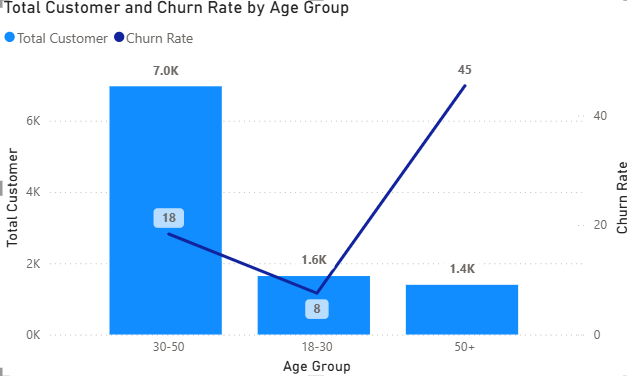 Total Customer and Churn Rate by Age Group
Total Customer Churn Rate
7.0K
45
6K
40
4K
18
20
2K
1.6K
1.4K
8
0K
0
30-50
18-30
50+
Age Group
Total Customer
Churn Rate